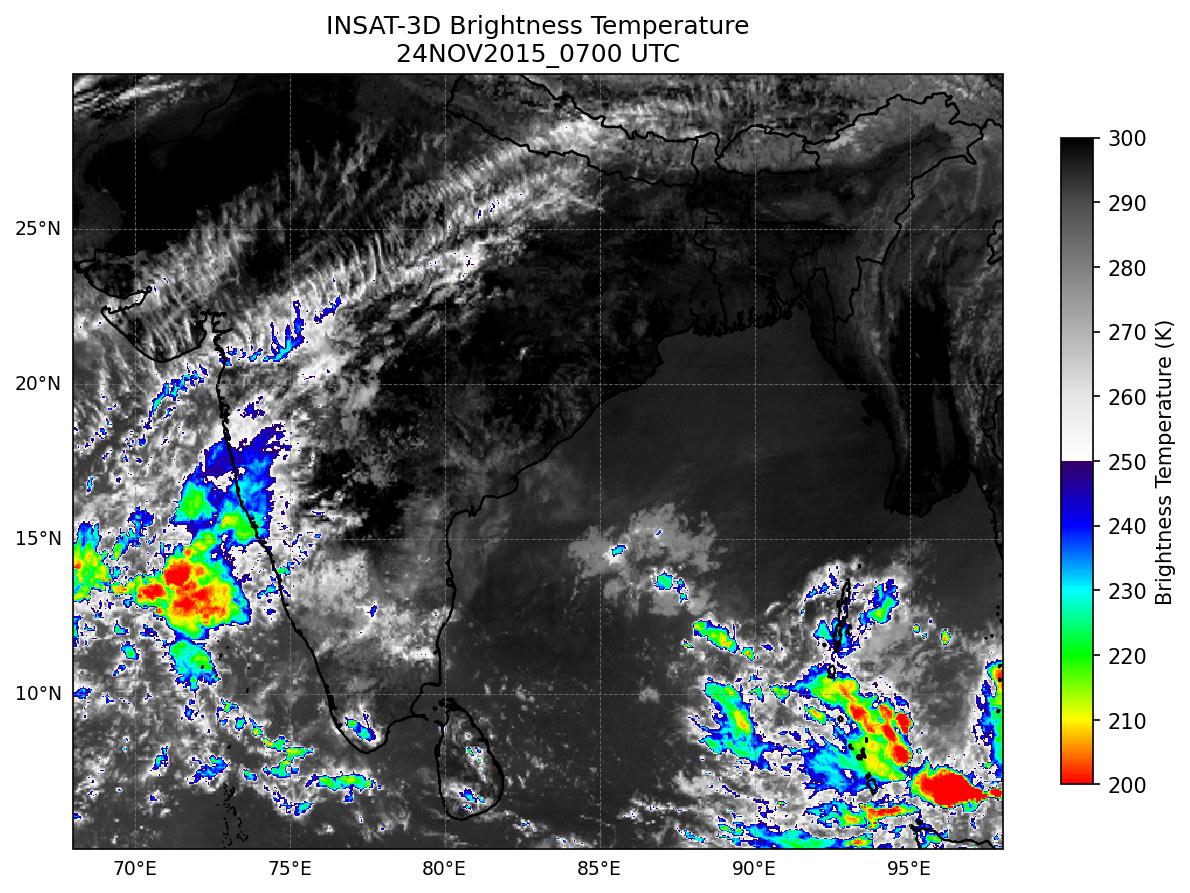 INSAT-3D Brightness Temperature
24NOV2015_0700 UTC
25°N
20°N
15°N
10°N
70°E
75°E
80°E
85°E
90°E
95°E
300
290
280
270
260
250
240
230
220
210
200
Brightness Temperature (K)